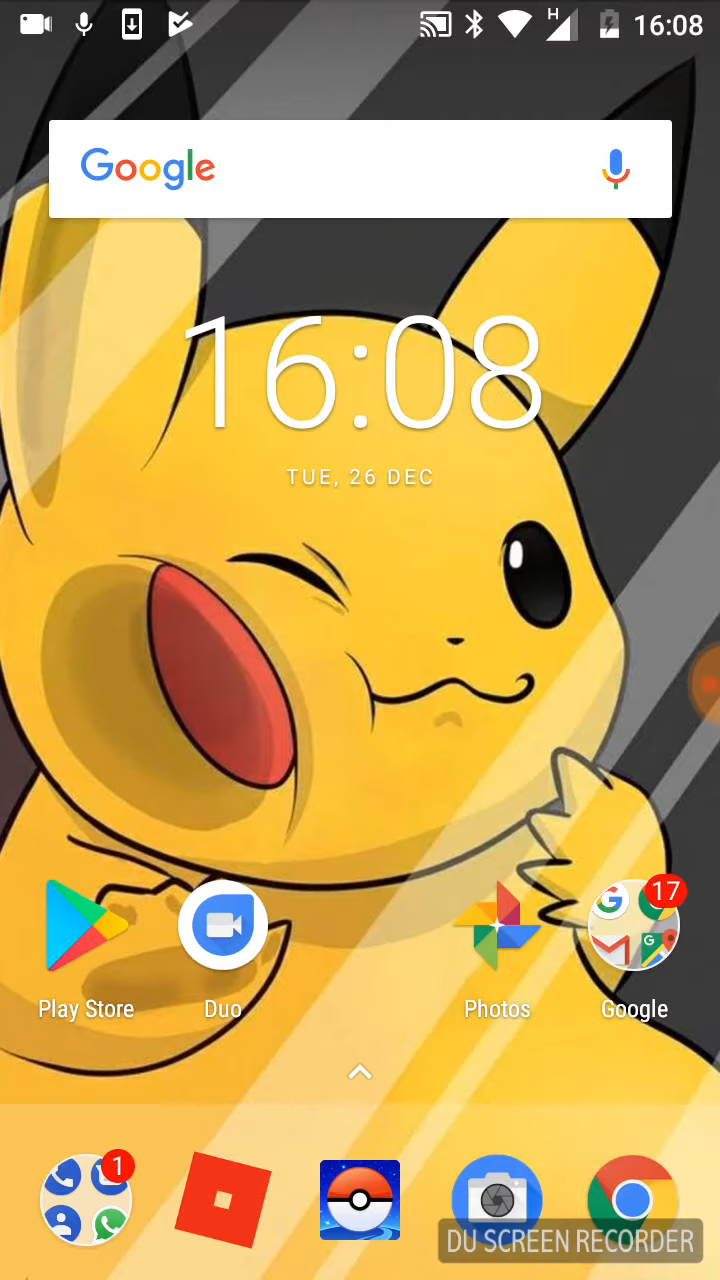 H
16:08
Google
16:08
TUE, 26 DEC
17
Play Store
Duo
Photos
Google
1
DU SCREEN RECORDER